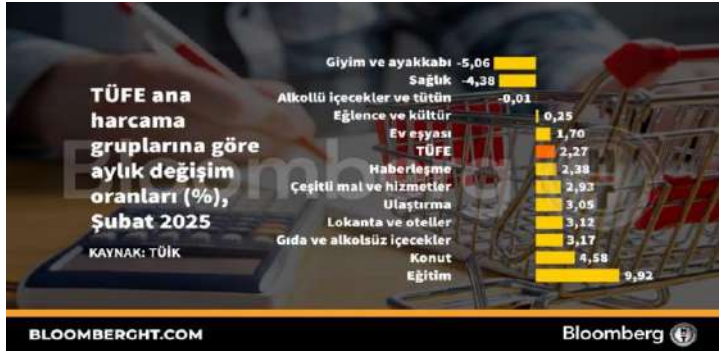 TÜFE ana
harcama
gruplarına göre
aylık değişim
oranları (%),
Şubat 2025
KAYNAK: TÜİK
Giyim ve ayakkabı -5,06
Sağlık -4,38
Alkollü içecekler ve tütün -0,01
Eğlence ve kültür 0,25
Ev eşyası 1,70
TÜFE 2,27
Haberleşme 2,38
Çeşitli mal ve hizmetler 2,93
Ulaştırma 3,05
Lokanta ve oteller 3,12
Gıda ve alkolsüz içecekler 3,17
Konut 4,58
Eğitim 9,92
BloombergHT
BLOOMBERGHT.COM
Bloomberg HT